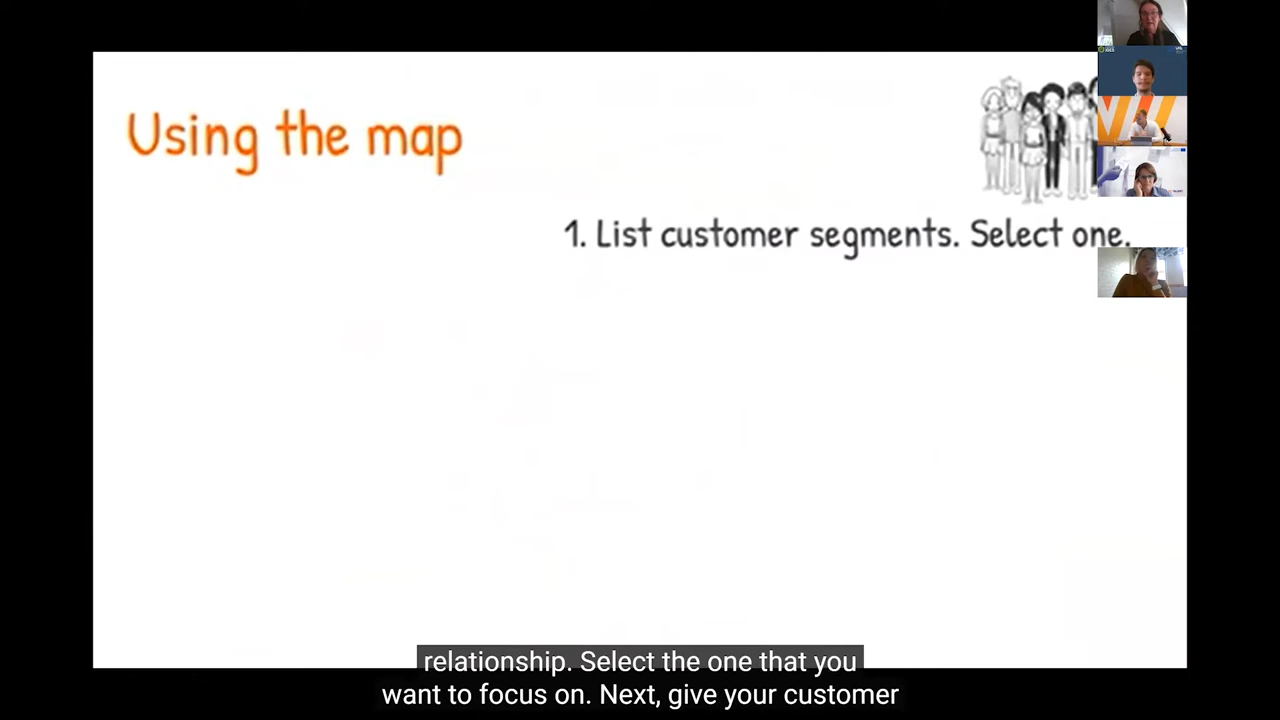 Using the map
1. List customer segments. Select one.
relationship. Select the one that you
want to focus on. Next, give your customer